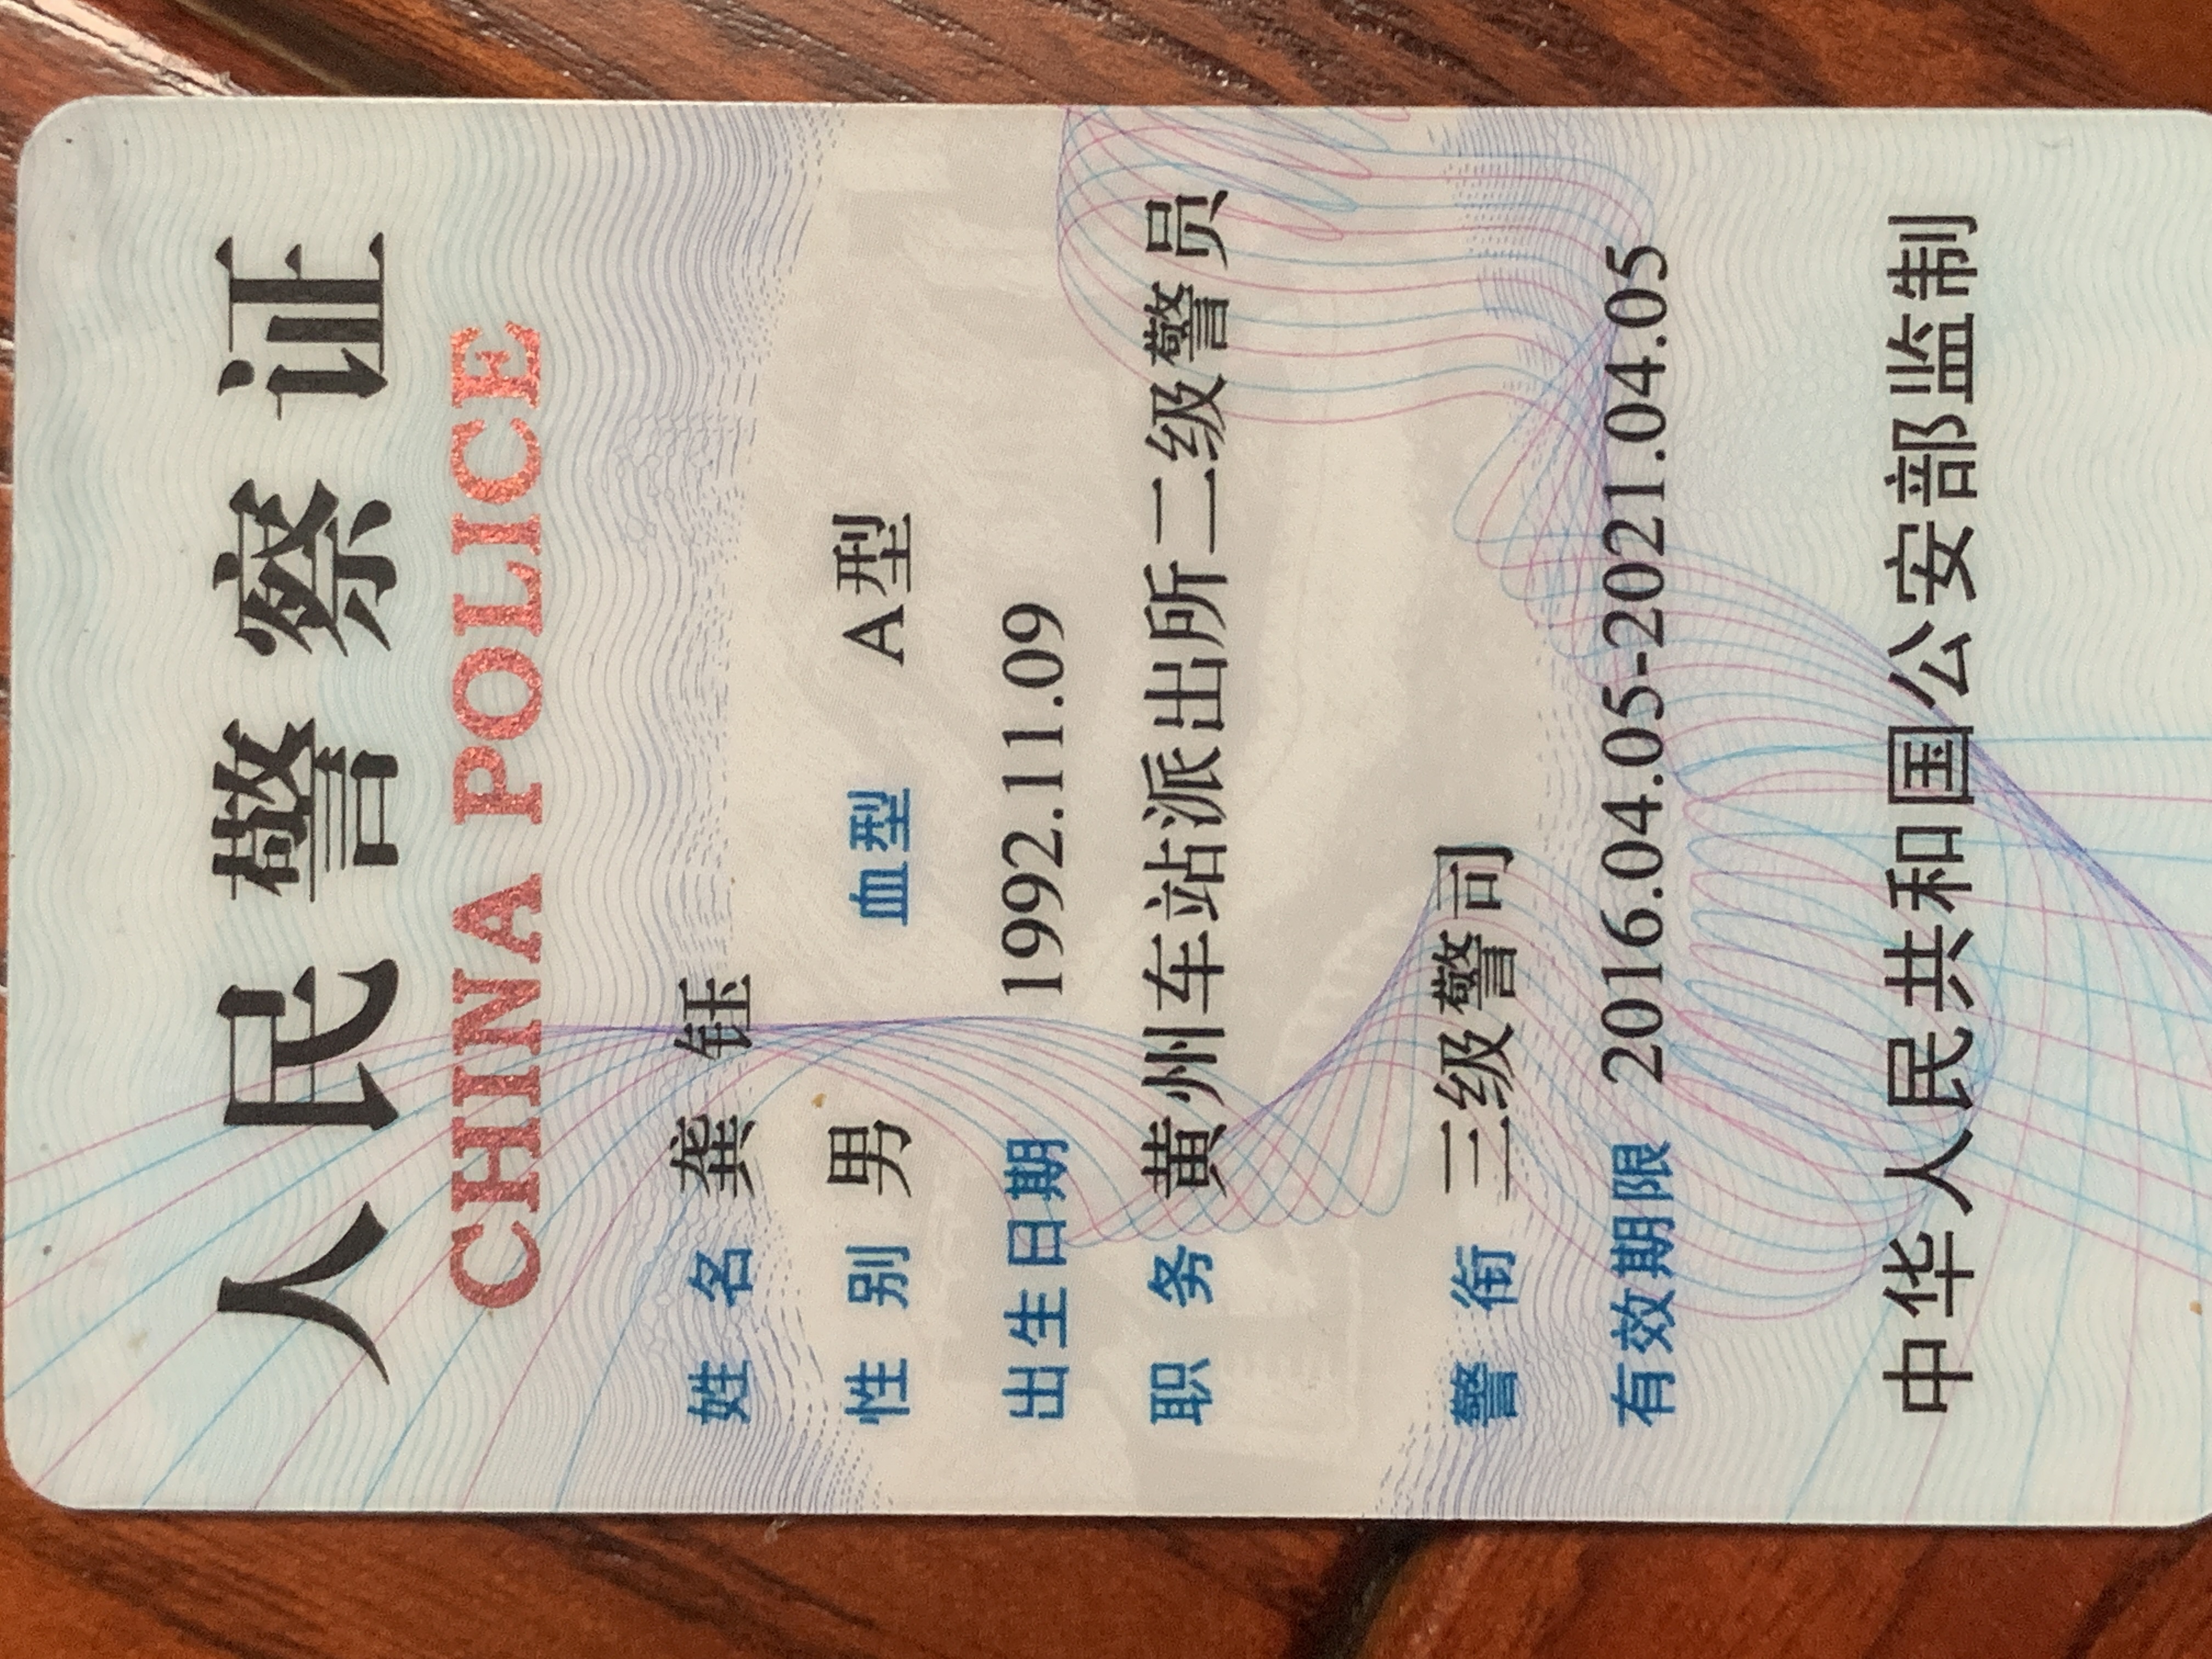 人民警察证
CHINA POLICE
姓名 龚钰
性别 男 血型 A型
出生日期 1992.11.09
职务 黄州车站派出所二级警员
警衔 三级警司
有效期限 2016.04.05-2021.04.05
中华人民共和国公安部监制